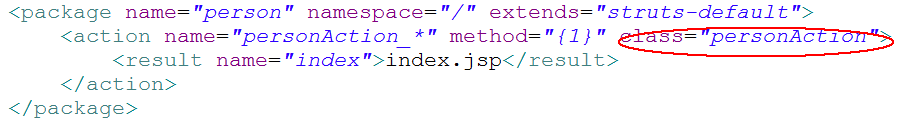 <package name="person" namespace="/" extends="struts-default">
<action name="personAction_*" method="{1}" class="personAction">
<result name="index">index.jsp</result>
</action>
</package>